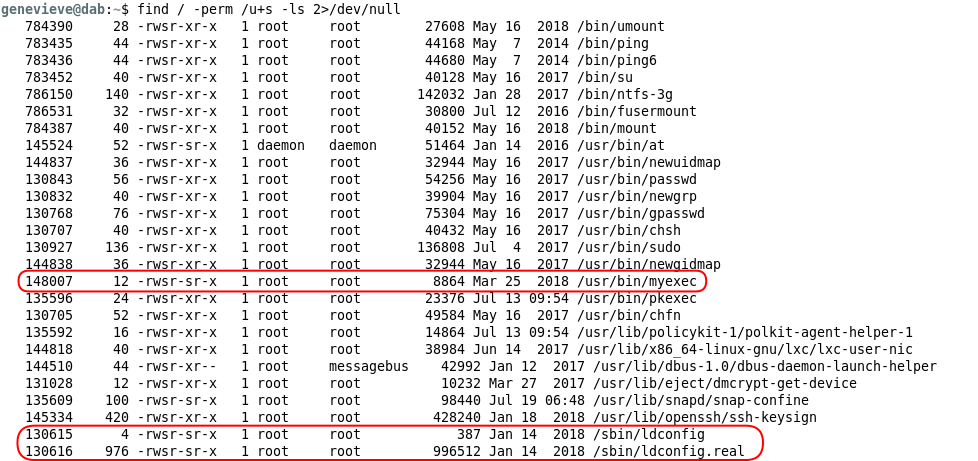 genevieve@dab:~$ find / -perm /u+s -ls 2>/dev/null
784390 28 -rwsr-xr-x 1 root root 27608 May 16 2018 /bin/umount
783435 44 -rwsr-xr-x 1 root root 44168 May 7 2014 /bin/ping
783436 44 -rwsr-xr-x 1 root root 44680 May 7 2014 /bin/ping6
783452 40 -rwsr-xr-x 1 root root 40128 May 16 2017 /bin/su
786150 140 -rwsr-xr-x 1 root root 142032 Jan 28 2017 /bin/ntfs-3g
786531 32 -rwsr-xr-x 1 root root 30800 Jul 12 2016 /bin/fusermount
784387 40 -rwsr-xr-x 1 root root 40152 May 16 2018 /bin/mount
145524 52 -rwsr-sr-x 1 daemon daemon 51464 Jan 14 2016 /usr/bin/at
144837 36 -rwsr-xr-x 1 root root 32944 May 16 2017 /usr/bin/newuidmap
130843 56 -rwsr-xr-x 1 root root 54256 May 16 2017 /usr/bin/passwd
130832 40 -rwsr-xr-x 1 root root 39904 May 16 2017 /usr/bin/newgrp
130768 76 -rwsr-xr-x 1 root root 75304 May 16 2017 /usr/bin/gpasswd
130707 40 -rwsr-xr-x 1 root root 40432 May 16 2017 /usr/bin/chsh
130927 136 -rwsr-xr-x 1 root root 136808 Jul 4 2017 /usr/bin/sudo
144838 36 -rwsr-xr-x 1 root root 32944 May 16 2017 /usr/bin/newgidmap
148007 12 -rwsr-sr-x 1 root root 8864 Mar 25 2018 /usr/bin/myexec
135596 24 -rwsr-xr-x 1 root root 23376 Jul 13 09:54 /usr/bin/pkexec
130705 52 -rwsr-xr-x 1 root root 49584 May 16 2017 /usr/bin/chfn
135592 16 -rwsr-xr-x 1 root root 14864 Jul 13 09:54 /usr/lib/policykit-1/polkit-agent-helper-1
144818 40 -rwsr-xr-x 1 root root 38984 Jun 14 2017 /usr/lib/x86_64-linux-gnu/lxc/lxc-user-nic
144510 44 -rwsr-xr-- 1 root messagebus 42992 Jan 12 2017 /usr/lib/dbus-1.0/dbus-daemon-launch-helper
131028 12 -rwsr-xr-x 1 root root 10232 Mar 27 2017 /usr/lib/eject/dmcrypt-get-device
135609 100 -rwsr-sr-x 1 root root 98440 Jul 19 06:48 /usr/lib/snapd/snap-confine
145334 420 -rwsr-xr-x 1 root root 428240 Jan 18 2018 /usr/lib/openssh/ssh-keysign
130615 4 -rwsr-sr-x 1 root root 387 Jan 14 2018 /sbin/ldconfig
130616 976 -rwsr-sr-x 1 root root 996512 Jan 14 2018 /sbin/ldconfig.real